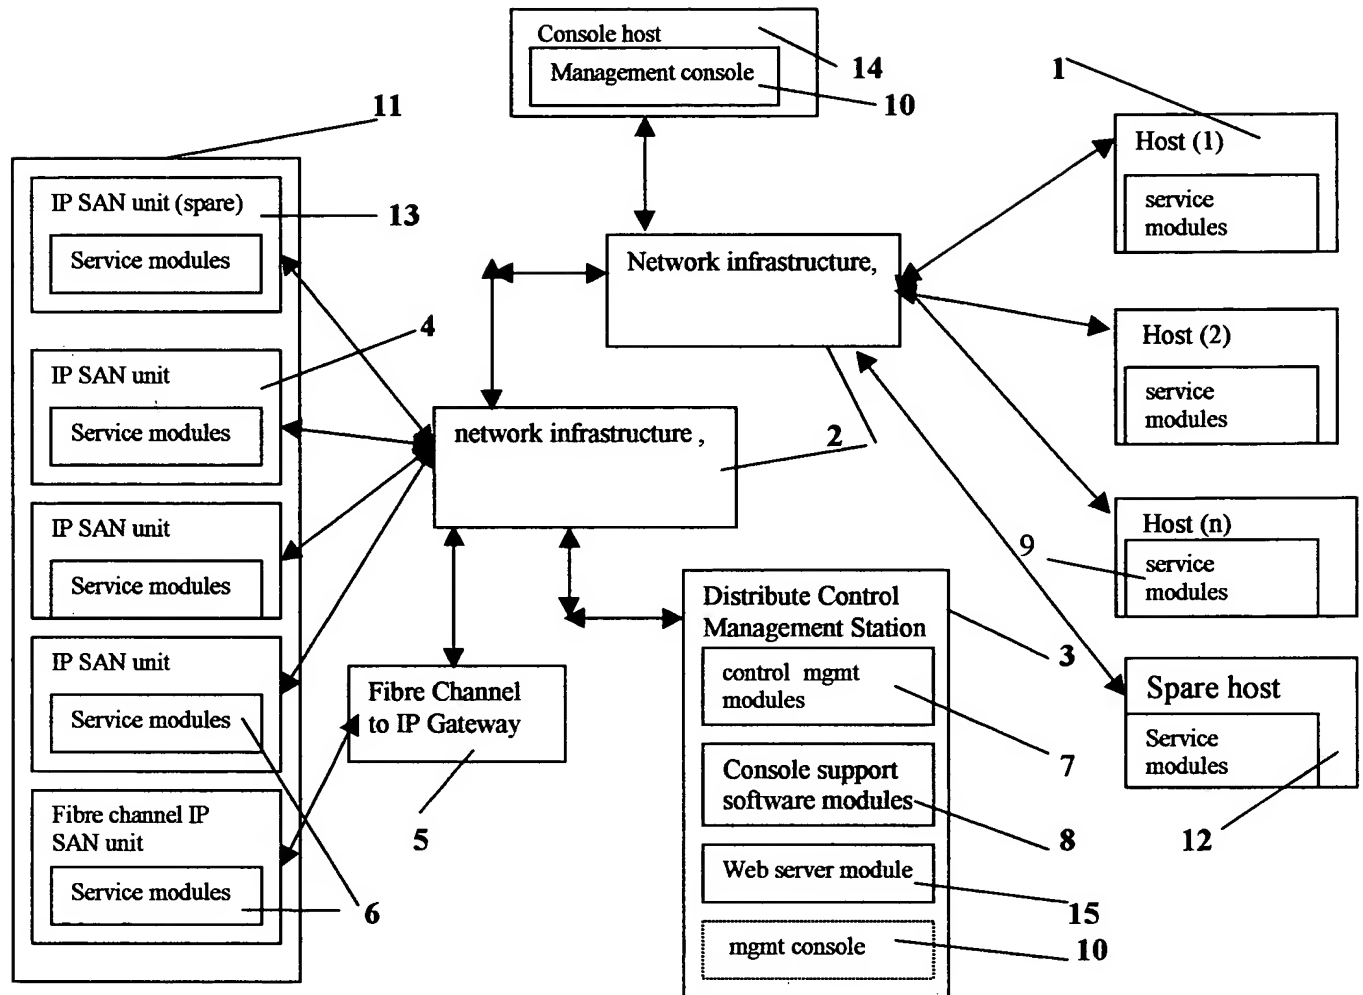 Console host
Management console
14
10
1
11
Host (1)
service
modules
IP SAN unit (spare)
13
Service modules
Network infrastructure,
4
Host (2)
service
modules
IP SAN unit
Service modules
network infrastructure ,
2
IP SAN unit
Service modules
Host (n)
service
modules
9
Distribute Control
Management Station
3
control mgmt
modules
7
Console support
software modules
8
Web server module
15
mgmt console
10
IP SAN unit
Service modules
Fibre Channel
to IP Gateway
5
Spare host
Service
modules
12
Fibre channel IP
SAN unit
Service modules
6